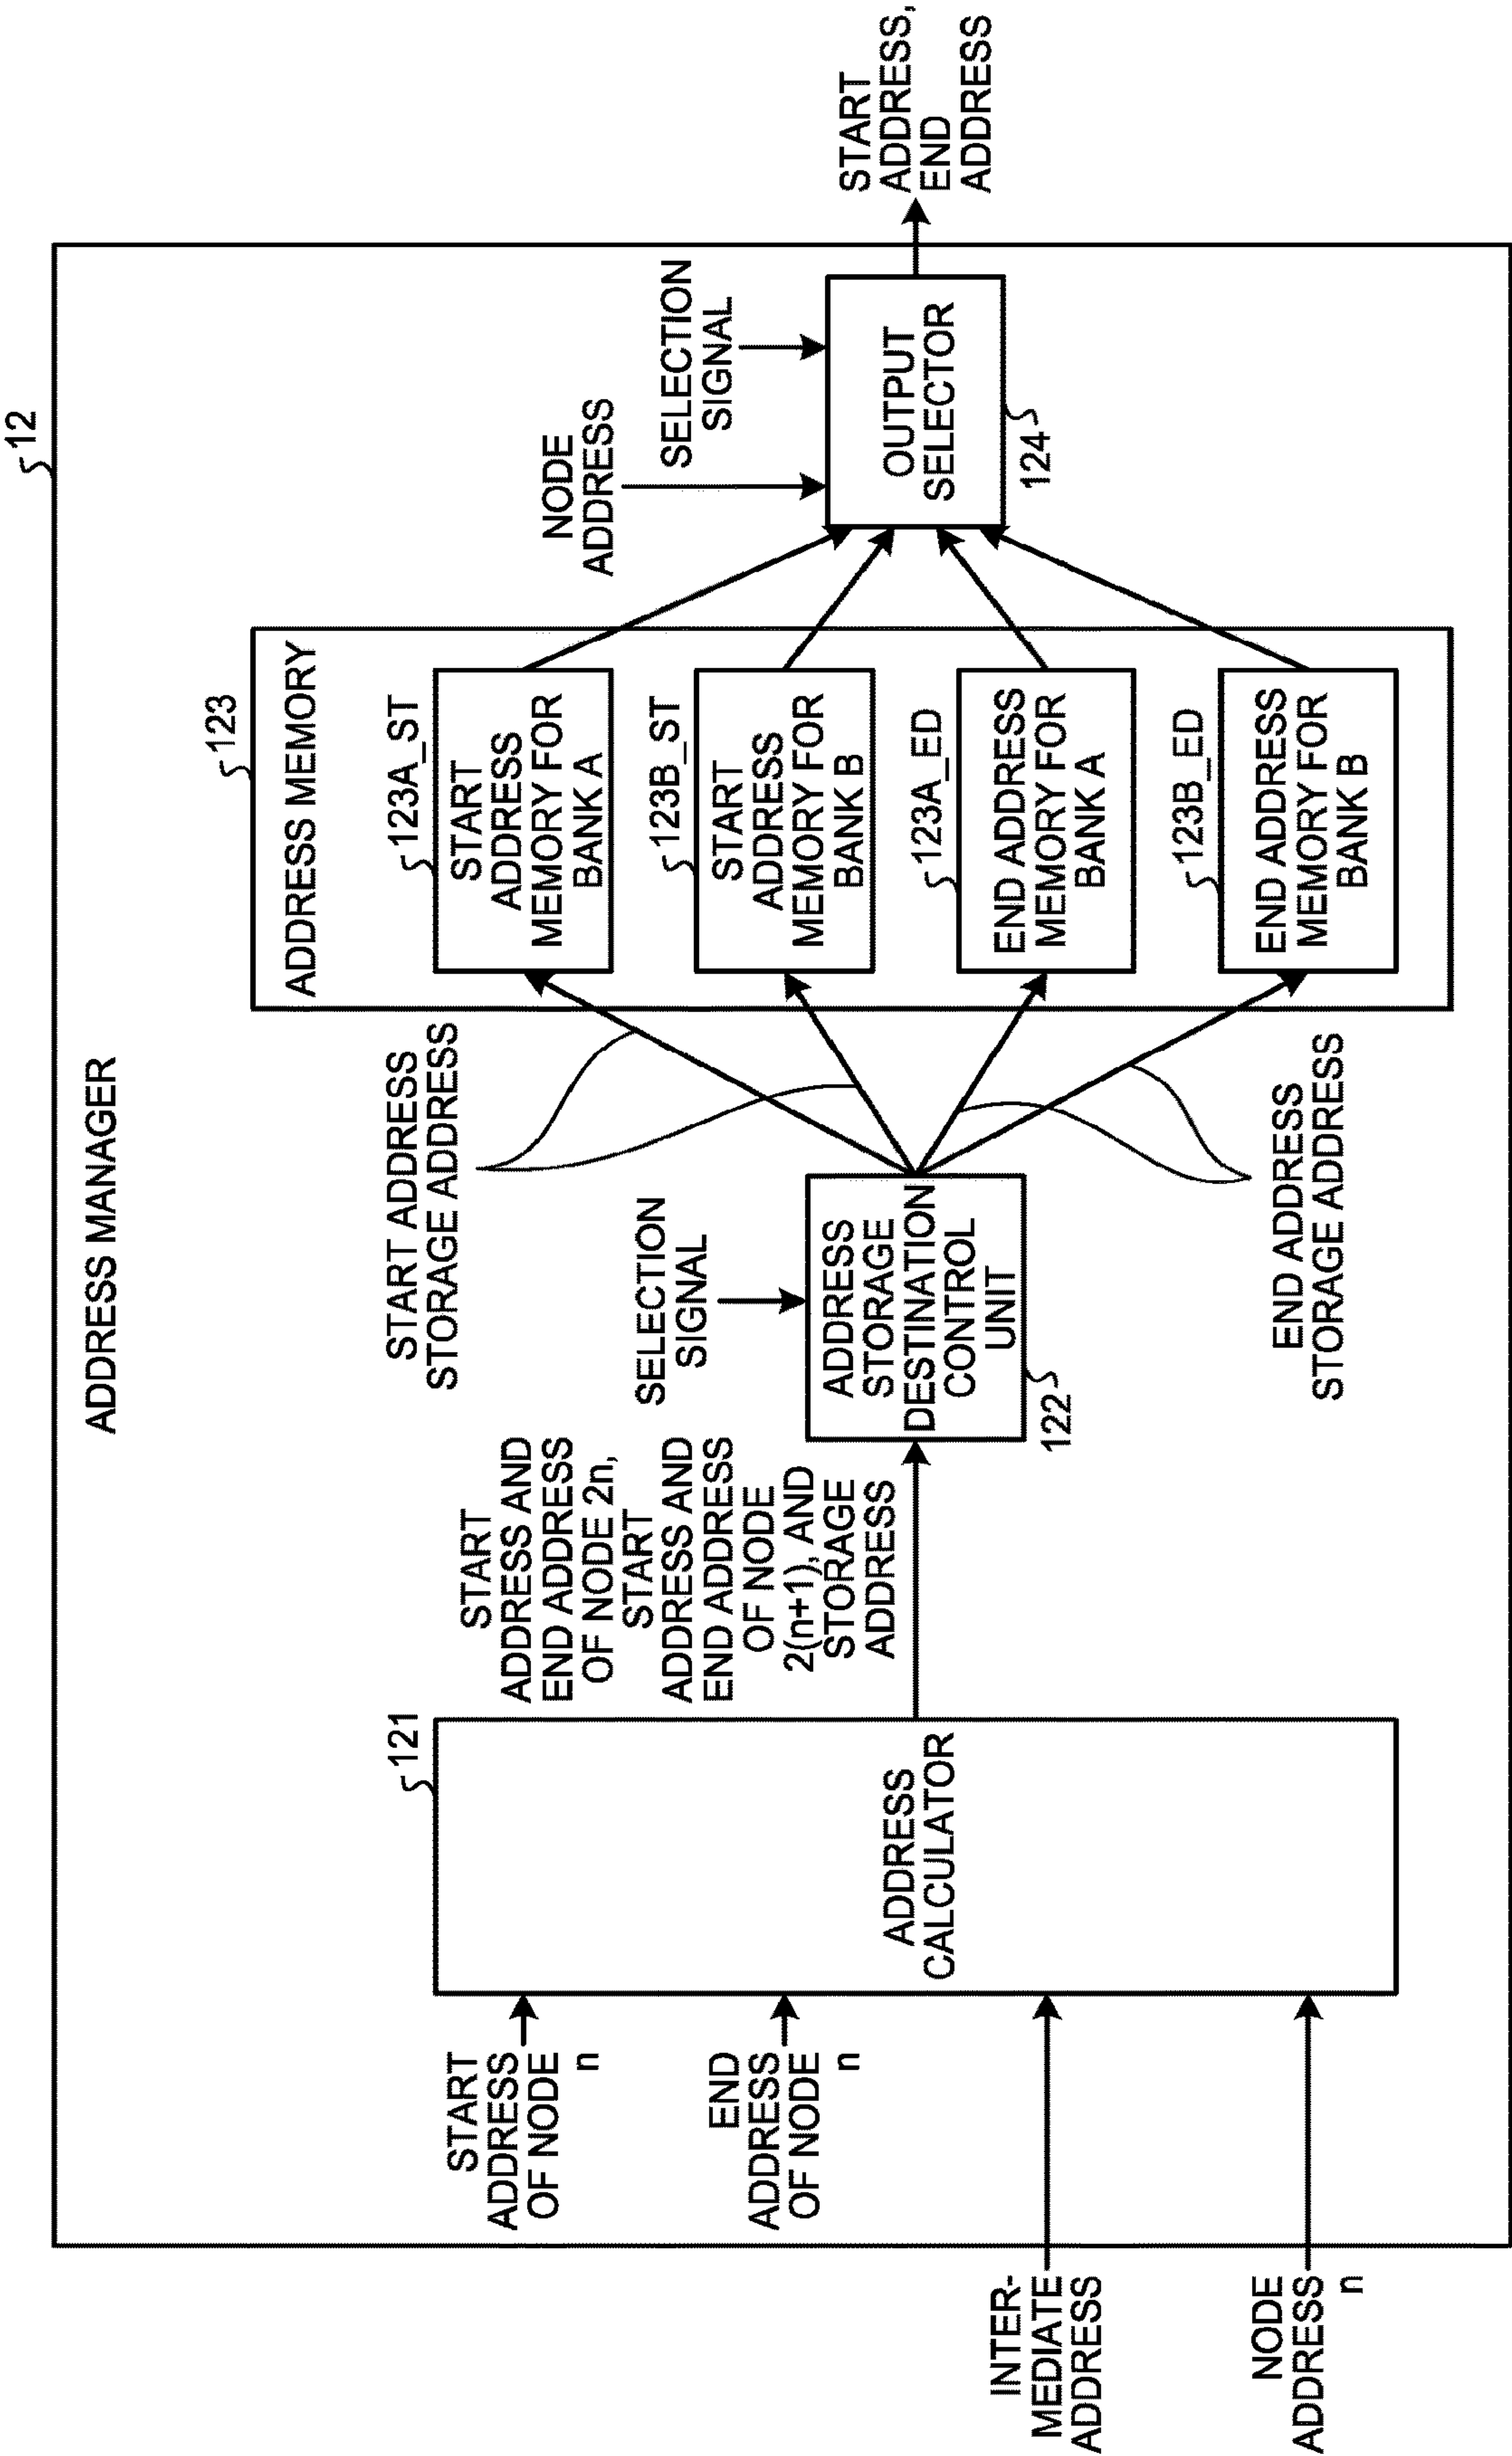 12
ADDRESS MANAGER
START
ADDRESS
OF NODE
n
END
ADDRESS
OF NODE
n
INTER-
MEDIATE
ADDRESS
NODE
ADDRESS
n
121
ADDRESS
CALCULATOR
START
ADDRESS AND
END ADDRESS
OF NODE 2n,
START
ADDRESS AND
END ADDRESS
OF NODE
2(n+1), AND
STORAGE
ADDRESS
SELECTION
SIGNAL
ADDRESS
STORAGE
DESTINATION
CONTROL
UNIT
122
START ADDRESS
STORAGE ADDRESS
END ADDRESS
STORAGE ADDRESS
123
ADDRESS MEMORY
123A_ST
START
ADDRESS
MEMORY FOR
BANK A
123B_ST
START
ADDRESS
MEMORY FOR
BANK B
123A_ED
END ADDRESS
MEMORY FOR
BANK A
123B_ED
END ADDRESS
MEMORY FOR
BANK B
NODE
ADDRESS
SELECTION
SIGNAL
OUTPUT
SELECTOR
124
START
ADDRESS,
END
ADDRESS